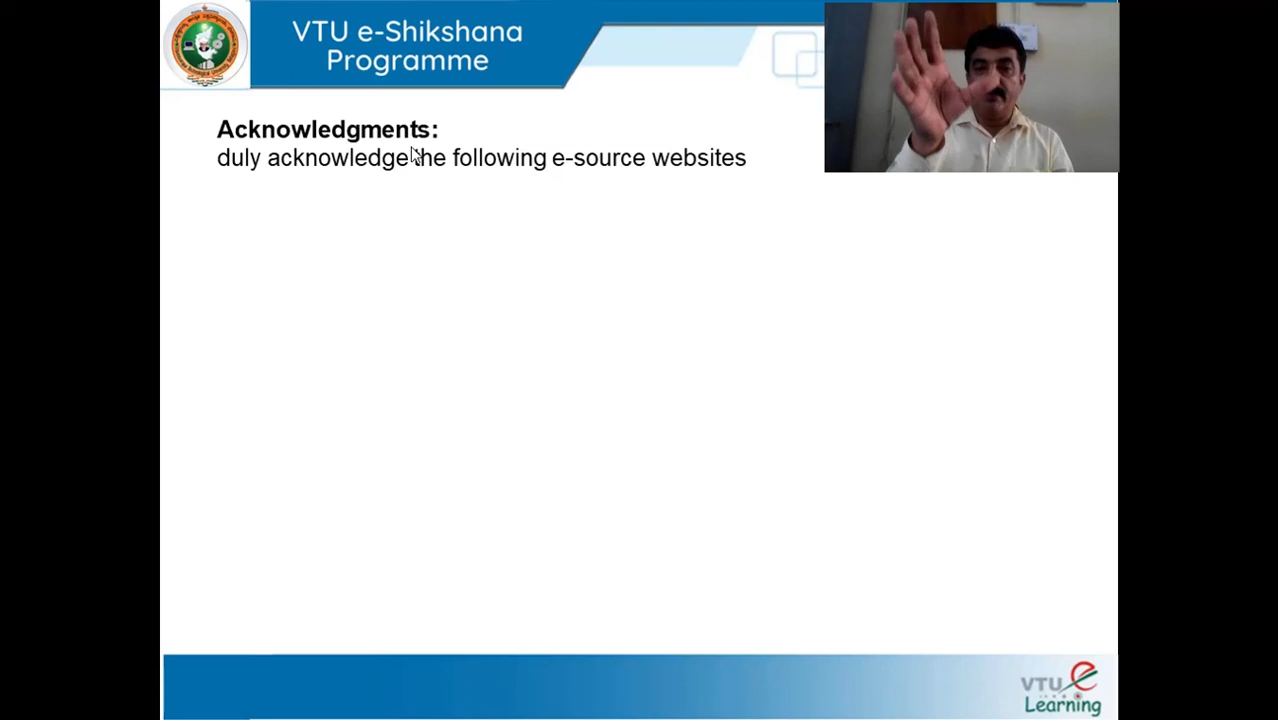 VTU e-Shikshana
Programme
Acknowledgments:
duly acknowledge the following e-source websites
VTU e
Learning